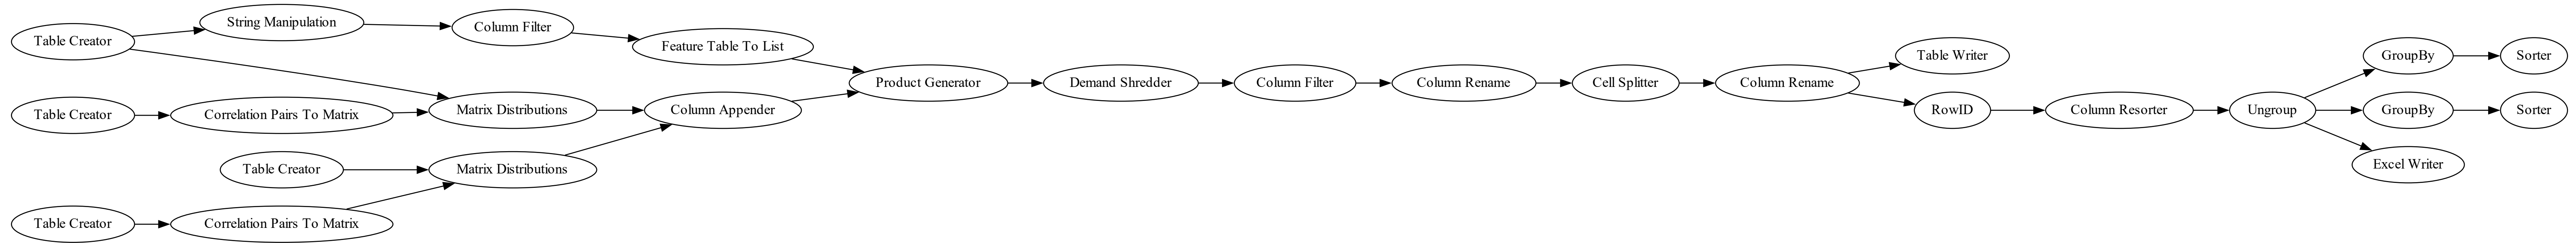 Table Creator
String Manipulation
Column Filter
Feature Table To List
Table Creator
Correlation Pairs To Matrix
Matrix Distributions
Column Appender
Table Creator
Matrix Distributions
Table Creator
Correlation Pairs To Matrix
Product Generator
Demand Shredder
Column Filter
Column Rename
Cell Splitter
Column Rename
Table Writer
RowID
Column Resorter
Ungroup
GroupBy
Sorter
GroupBy
Sorter
Excel Writer